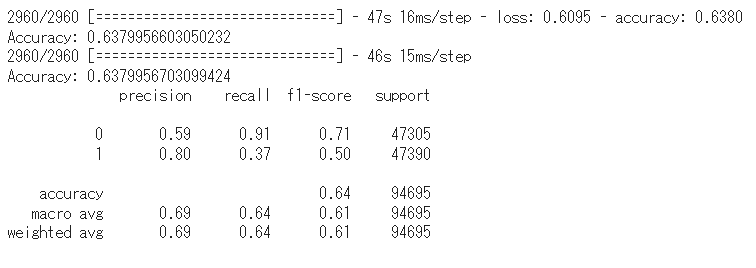 2960/2960 [==============================] - 47s 16ms/step - loss: 0.6095 - accuracy: 0.6380
Accuracy: 0.6379956603050232
2960/2960 [==============================] - 46s 15ms/step
Accuracy: 0.6379956703099424
precision recall f1-score support
0 0.59 0.91 0.71 47305
1 0.80 0.37 0.50 47390
accuracy 0.64 94695
macro avg 0.69 0.64 0.61 94695
weighted avg 0.69 0.64 0.61 94695